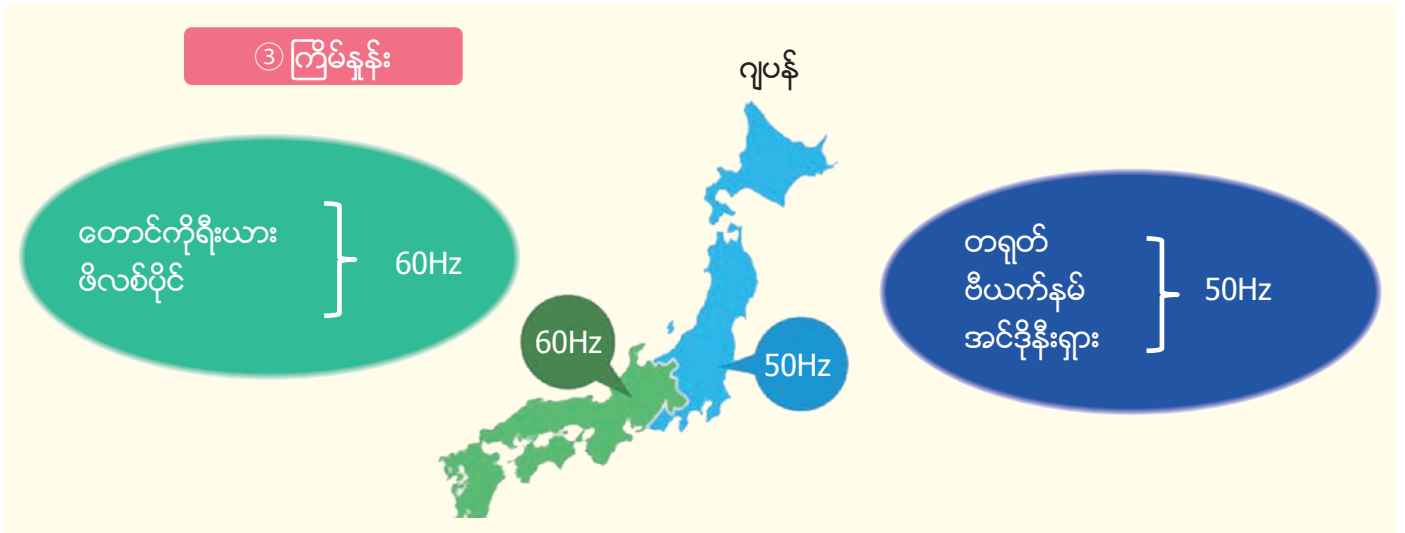 ③ ကြိမ်နှုန်း
ဂျပန်
တောင်ကိုရီးယား
ဖိလစ်ပိုင်
60Hz
60Hz
50Hz
တရုတ်
ဗီယက်နမ်
အင်ဒိုနီးရှား
50Hz